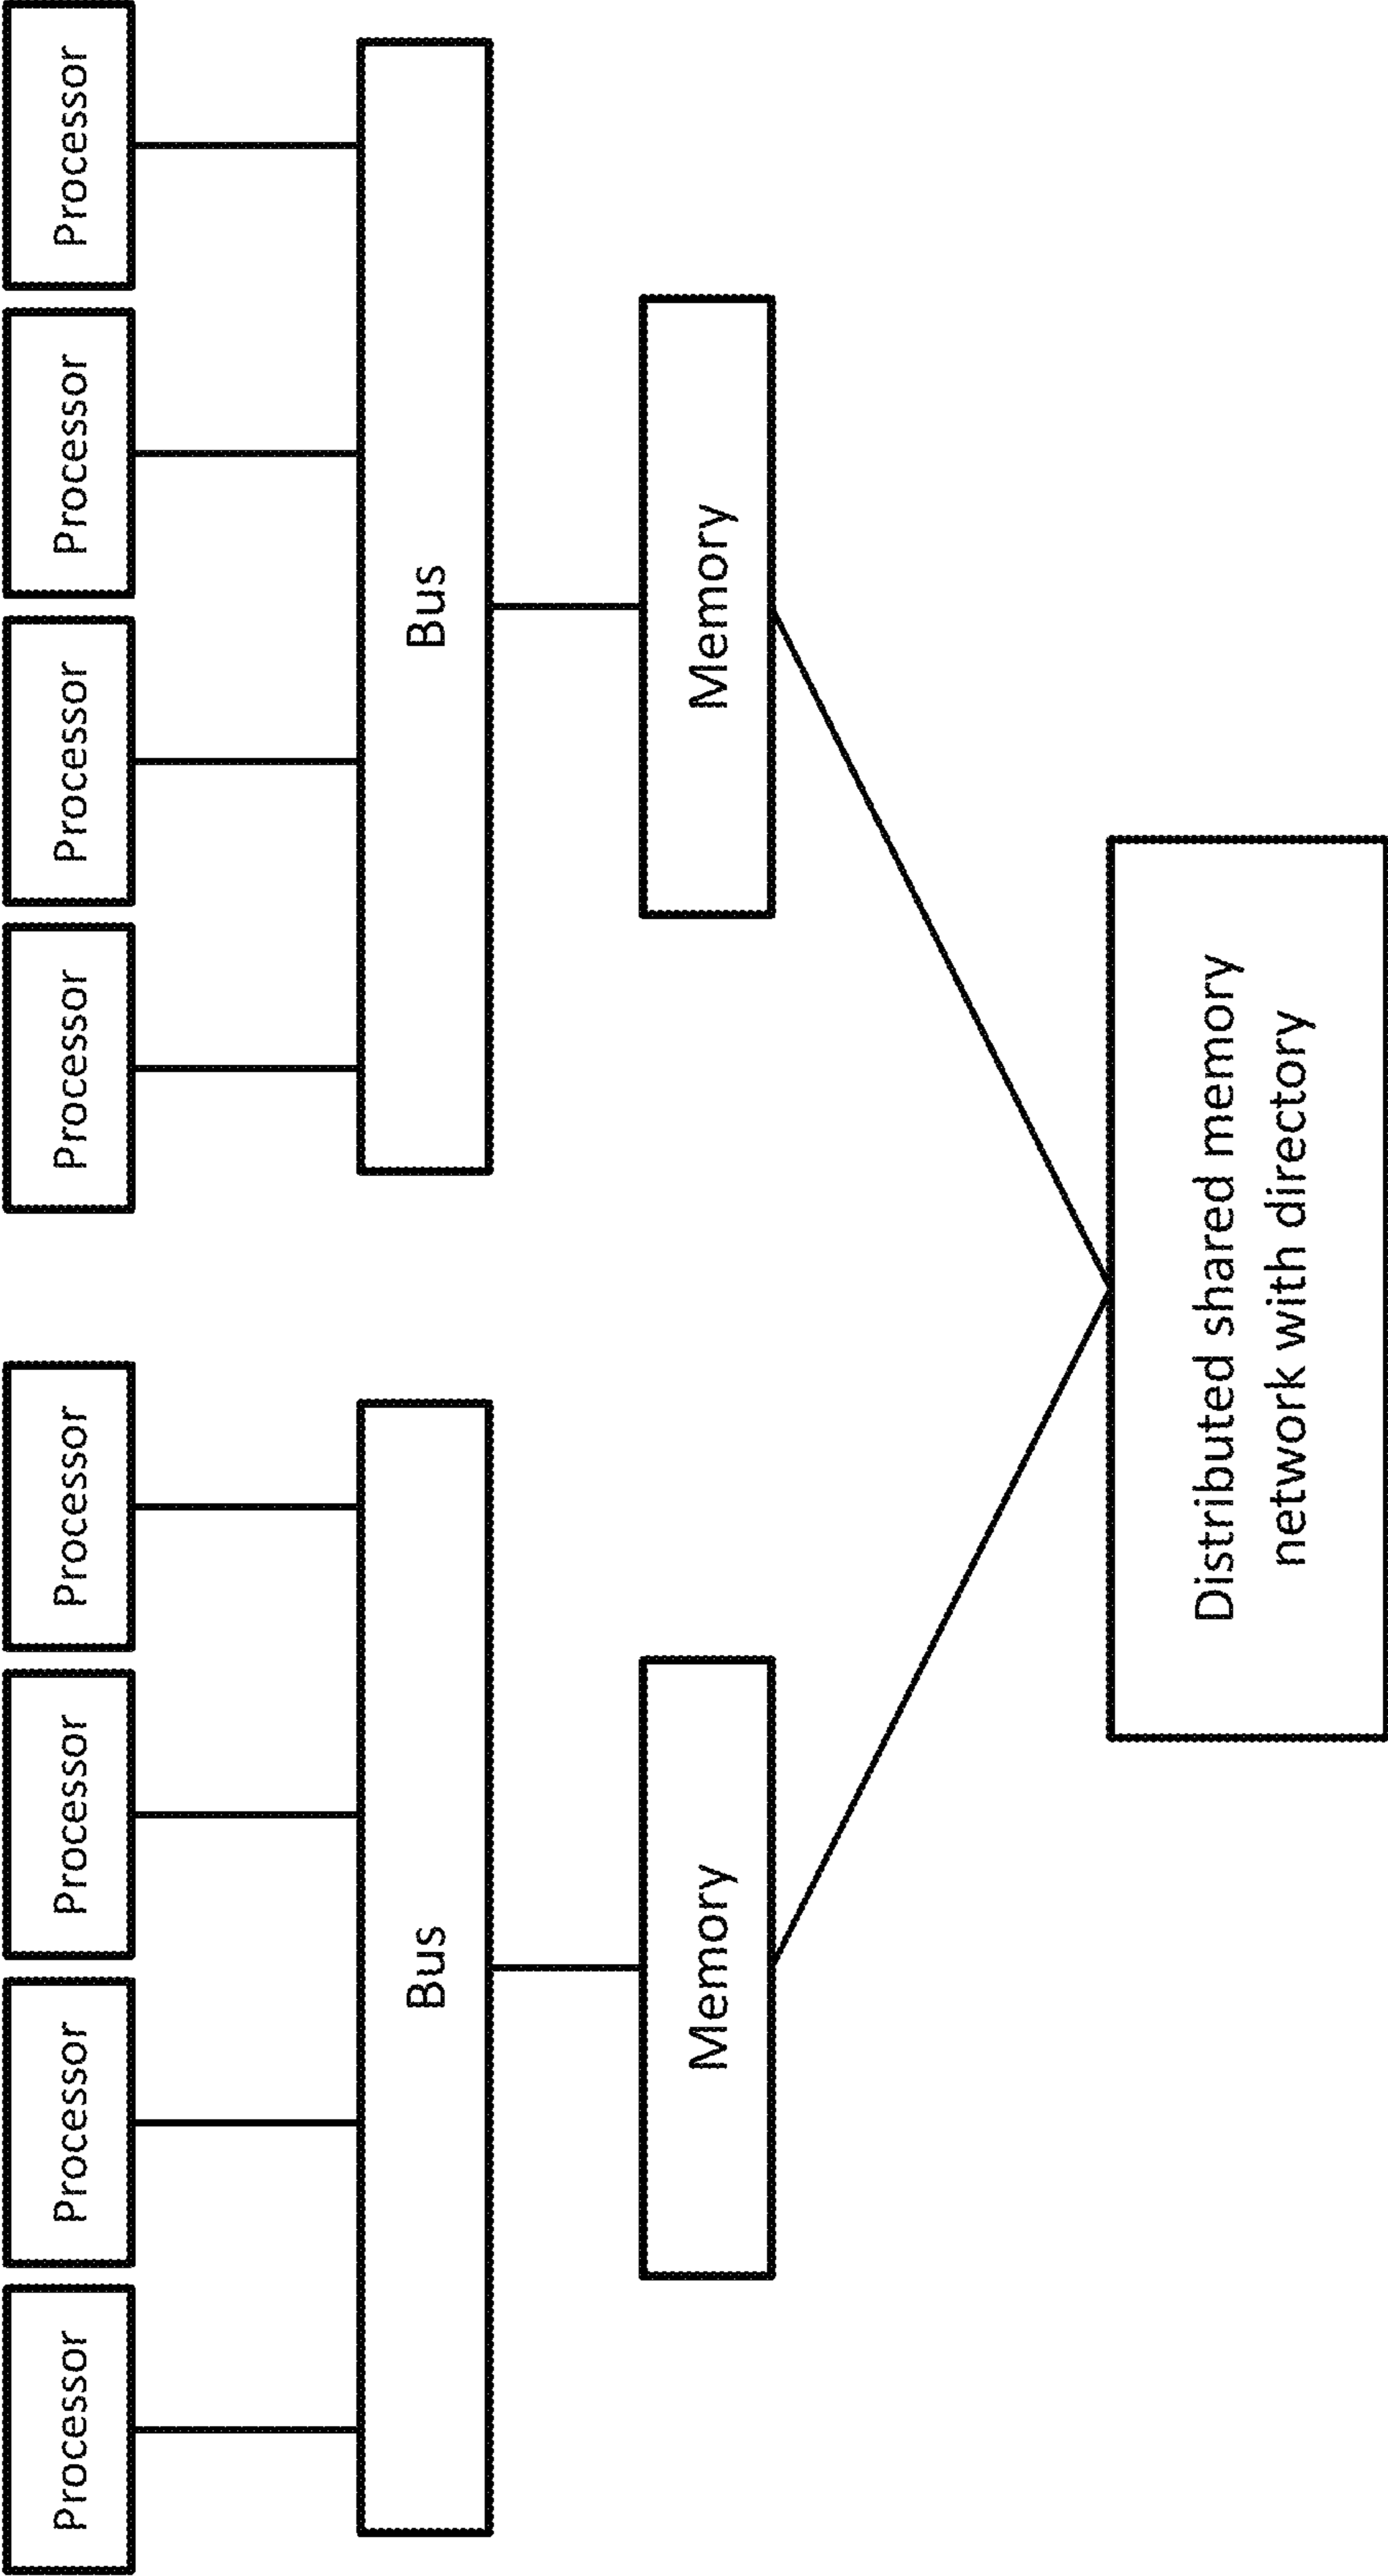 Processor
Processor
Processor
Processor
Processor
Processor
Processor
Processor
Bus
Bus
Memory
Memory
Distributed shared memory
network with directory